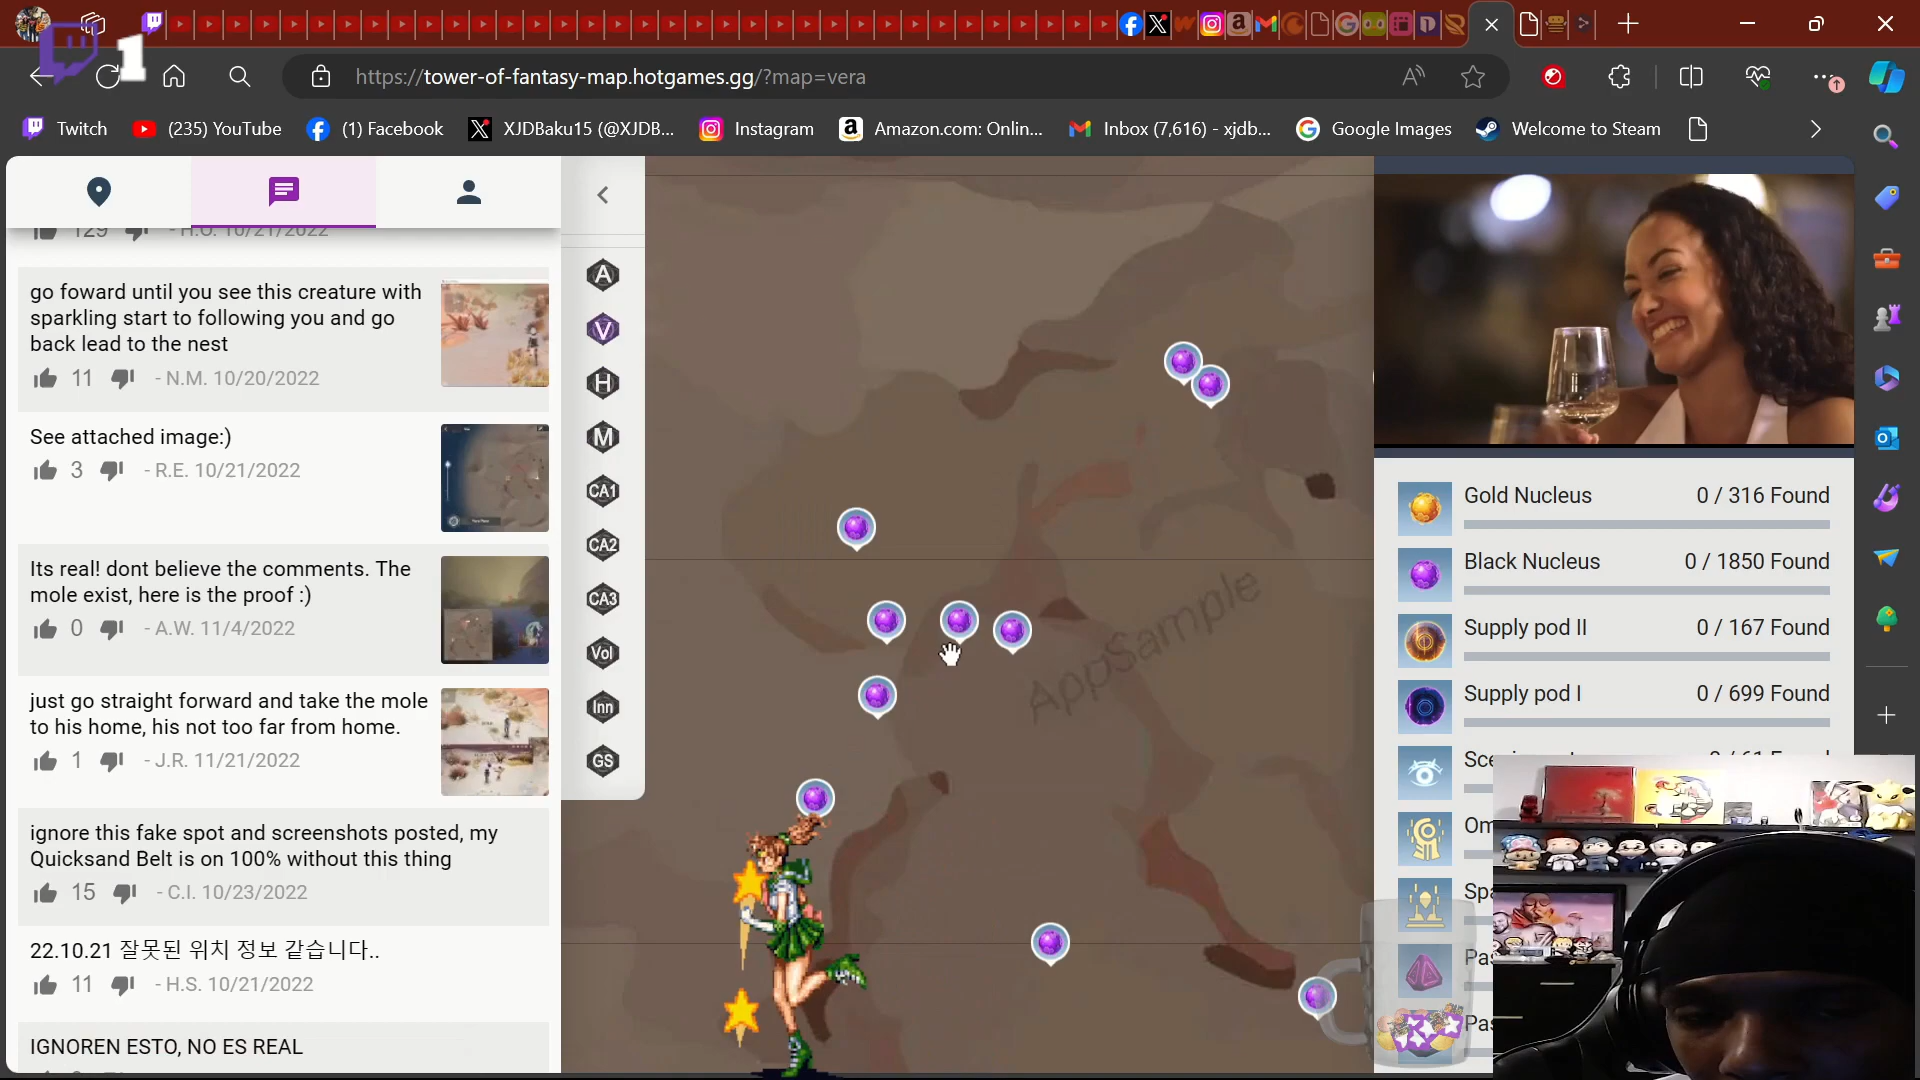 1
https://tower-of-fantasy-map.hotgames.gg/?map=vera
Twitch
(235) YouTube
(1) Facebook
XJDBaku15 (@XJDB...
Instagram
Amazon.com: Onlin...
Inbox (7,616) - xjdb...
Google Images
Welcome to Steam
129 - H.O. 10/21/2022
go foward until you see this creature with
sparkling start to following you and go
back lead to the nest
11 - N.M. 10/20/2022
See attached image:)
3 - R.E. 10/21/2022
Its real! dont believe the comments. The
mole exist, here is the proof :)
0 - A.W. 11/4/2022
just go straight forward and take the mole
to his home, his not too far from home.
1 - J.R. 11/21/2022
ignore this fake spot and screenshots posted, my
Quicksand Belt is on 100% without this thing
15 - C.I. 10/23/2022
22.10.21 잘못된 위치 정보 같습니다..
11 - H.S. 10/21/2022
IGNOREN ESTO, NO ES REAL
A
V
H
M
CA1
CA2
CA3
Vol
Inn
GS
AppSample
Gold Nucleus 0 / 316 Found
Black Nucleus 0 / 1850 Found
Supply pod II 0 / 167 Found
Supply pod I 0 / 699 Found